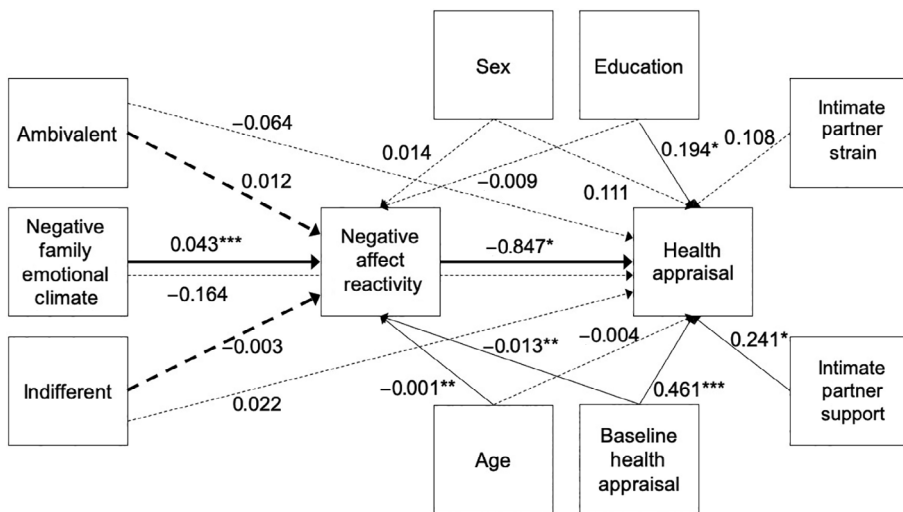 Sex
Education
Ambivalent
Intimate
partner
strain
−0.064
0.014
0.194*
0.108
0.012
−0.009
0.111
Negative
family
emotional
climate
0.043***
Negative
affect
reactivity
−0.847*
Health
appraisal
−0.164
−0.003
−0.013**
−0.004
0.241*
Indifferent
0.022
−0.001**
0.461***
Intimate
partner
support
Age
Baseline
health
appraisal